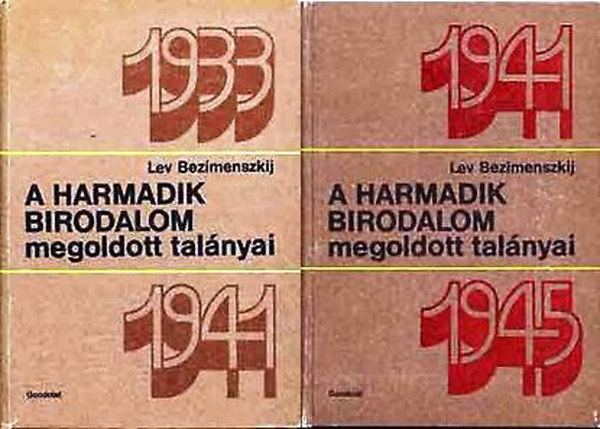 1933
Lev Bezimenszkij
A HARMADIK
BIRODALOM
megoldott talányai
1941
Gondolat
1941
Lev Bezimenszkij
A HARMADIK
BIRODALOM
megoldott talányai
1945
Gondolat